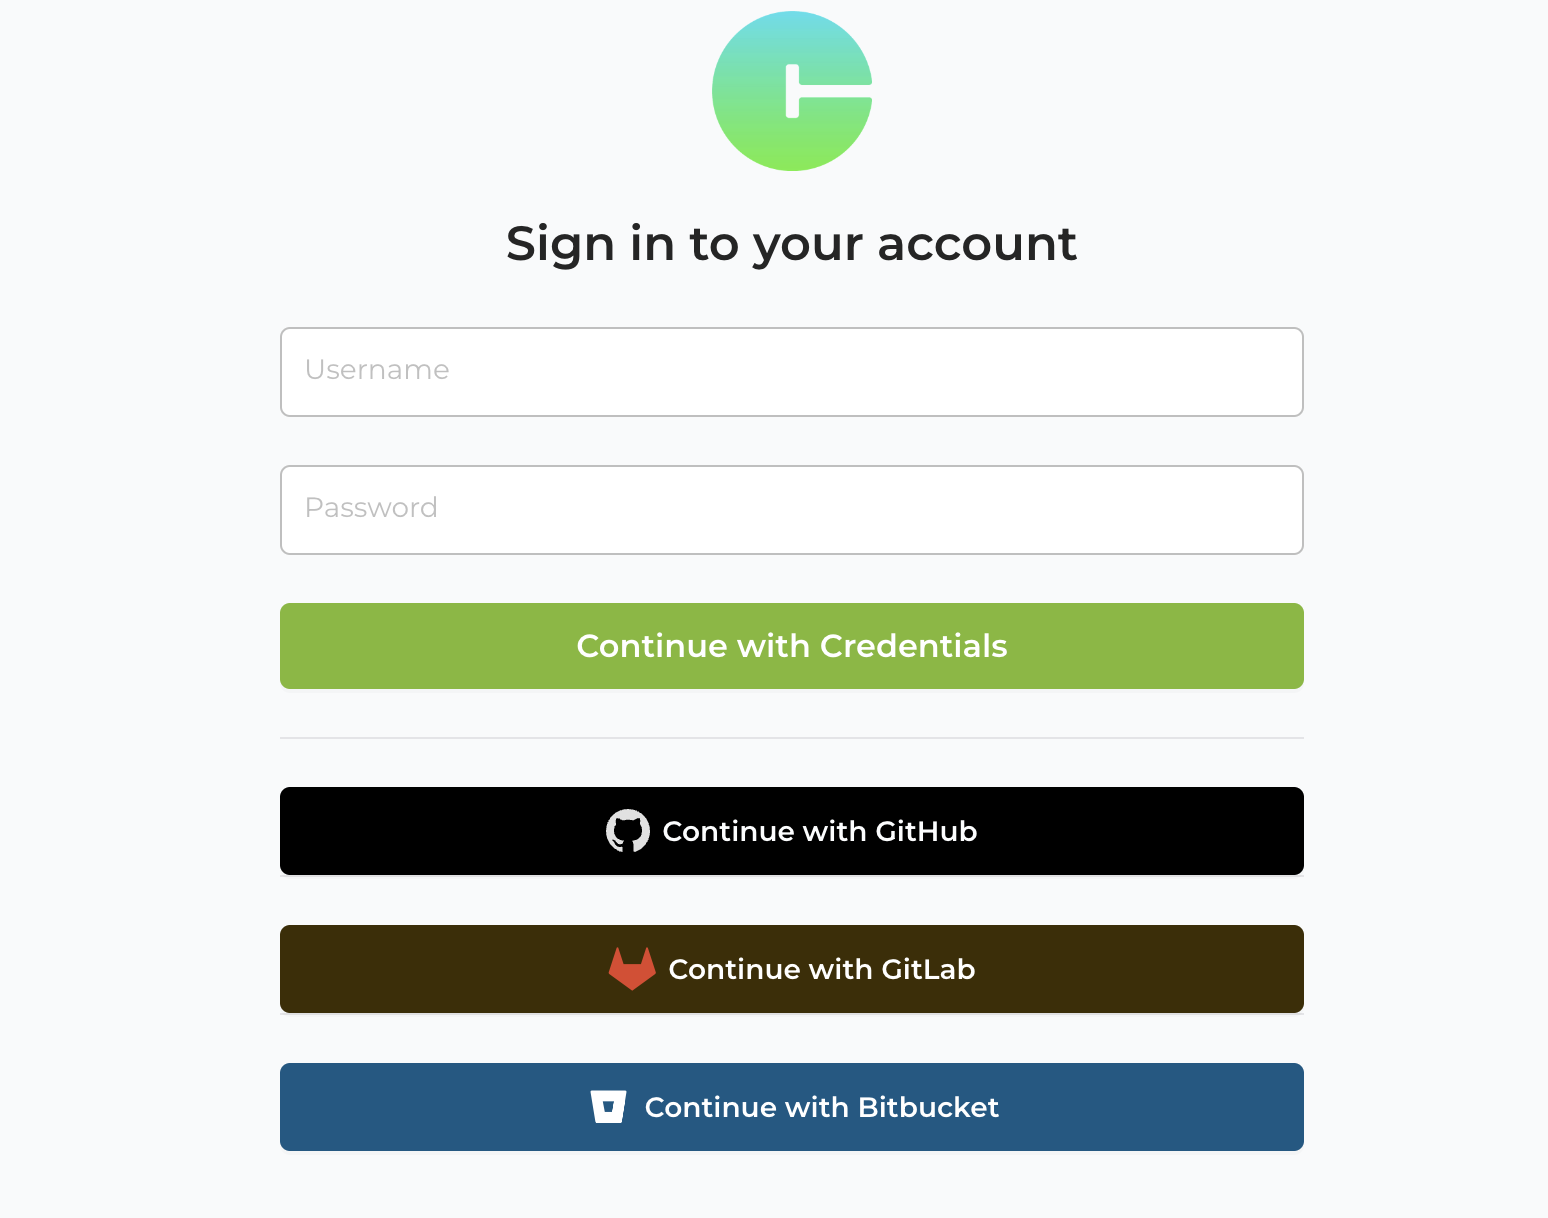 Sign in to your account
Username
Password
Continue with Credentials
Continue with GitHub
Continue with GitLab
Continue with Bitbucket